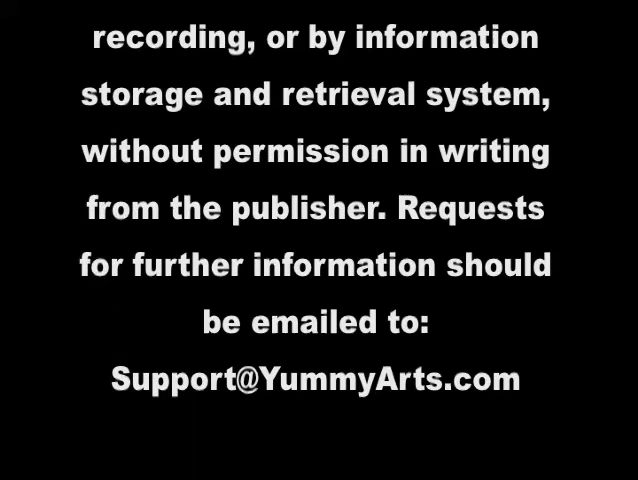 recording, or by information
storage and retrieval system,
without permission in writing
from the publisher. Requests
for further information should
be emailed to:
Support@YummyArts.com